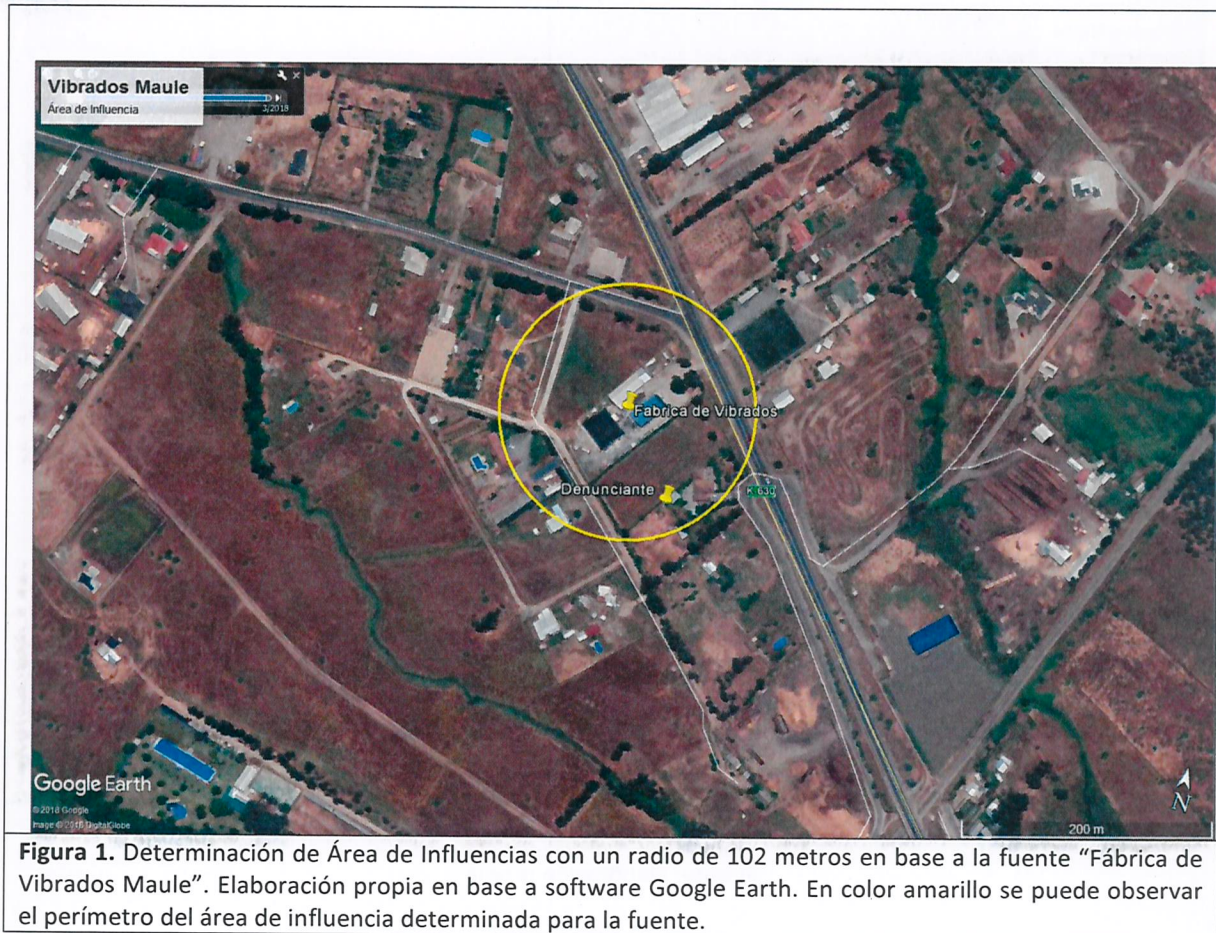 Vibrados Maule
Área de Influencia
3/2018
Fabrica de Vibrados
Denunciante
K-630
Google Earth
© 2018 Google
Image © 2018 DigitalGlobe
N
200 m
Figura 1. Determinación de Área de Influencias con un radio de 102 metros en base a la fuente “Fábrica de
Vibrados Maule”. Elaboración propia en base a software Google Earth. En color amarillo se puede observar
el perímetro del área de influencia determinada para la fuente.